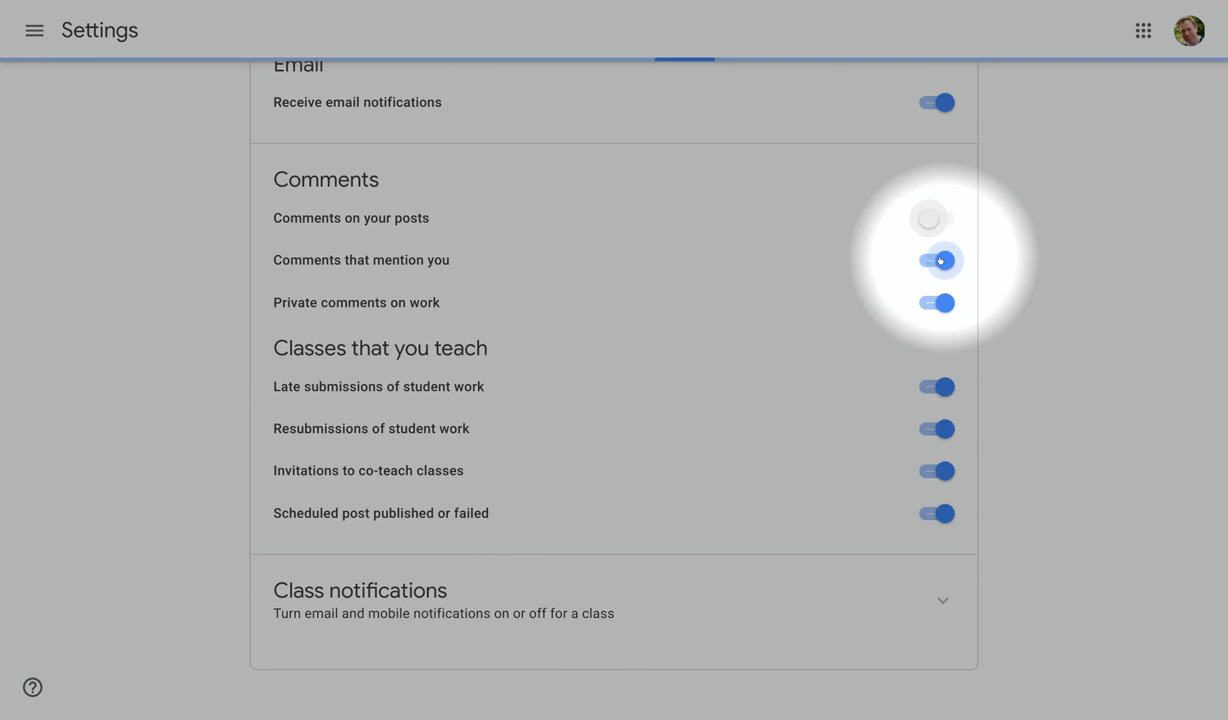 Settings
Email
Receive email notifications
Comments
Comments on your posts
Comments that mention you
Private comments on work
Classes that you teach
Late submissions of student work
Resubmissions of student work
Invitations to co-teach classes
Scheduled post published or failed
Class notifications
Turn email and mobile notifications on or off for a class